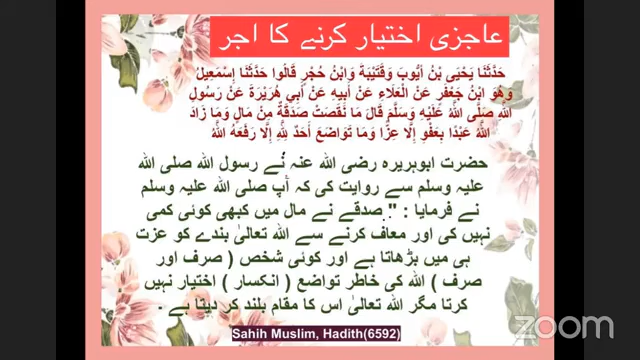 عاجزی اختیار کرنے کا اجر
حَدَّثَنَا يَحْيَى بْنُ أَيُّوبَ وَقُتَيْبَةُ وَابْنُ حُجْرٍ قَالُوا حَدَّثَنَا إِسْمَعِيلُ
وَهُوَ ابْنُ جَعْفَرٍ عَنْ الْعَلَاءِ عَنْ أَبِيهِ عَنْ أَبِي هُرَيْرَةَ عَنْ رَسُولِ
اللَّهِ صَلَّى اللَّهُ عَلَيْهِ وَسَلَّمَ قَالَ مَا نَقَصَتْ صَدَقَةٌ مِنْ مَالٍ وَمَا زَادَ
اللَّهُ عَبْدًا بِعَفْوٍ إِلَّا عِزًّا وَمَا تَوَاضَعَ أَحَدٌ لِلَّهِ إِلَّا رَفَعَهُ اللَّهُ
حضرت ابوہریرہ رضی اللہ عنہ نے رسول اللہ صلی اللہ
علیہ وسلم سے روایت کی کہ آپ صلی اللہ علیہ وسلم
نے فرمایا : " صدقے نے مال میں کبھی کوئی کمی
نہیں کی اور معاف کرنے سے اللہ تعالیٰ بندے کو عزت
ہی میں بڑھاتا ہے اور کوئی شخص ( صرف اور
صرف ) اللہ کی خاطر تواضع ( انکسار ) اختیار نہیں
کرتا مگر اللہ تعالیٰ اس کا مقام بلند کر دیتا ہے ۔
Sahih Muslim, Hadith(6592)
zoom